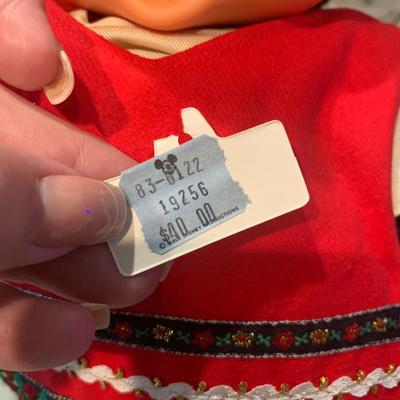 83-0122
19256
$40.00
© WALT DISNEY PRODUCTIONS